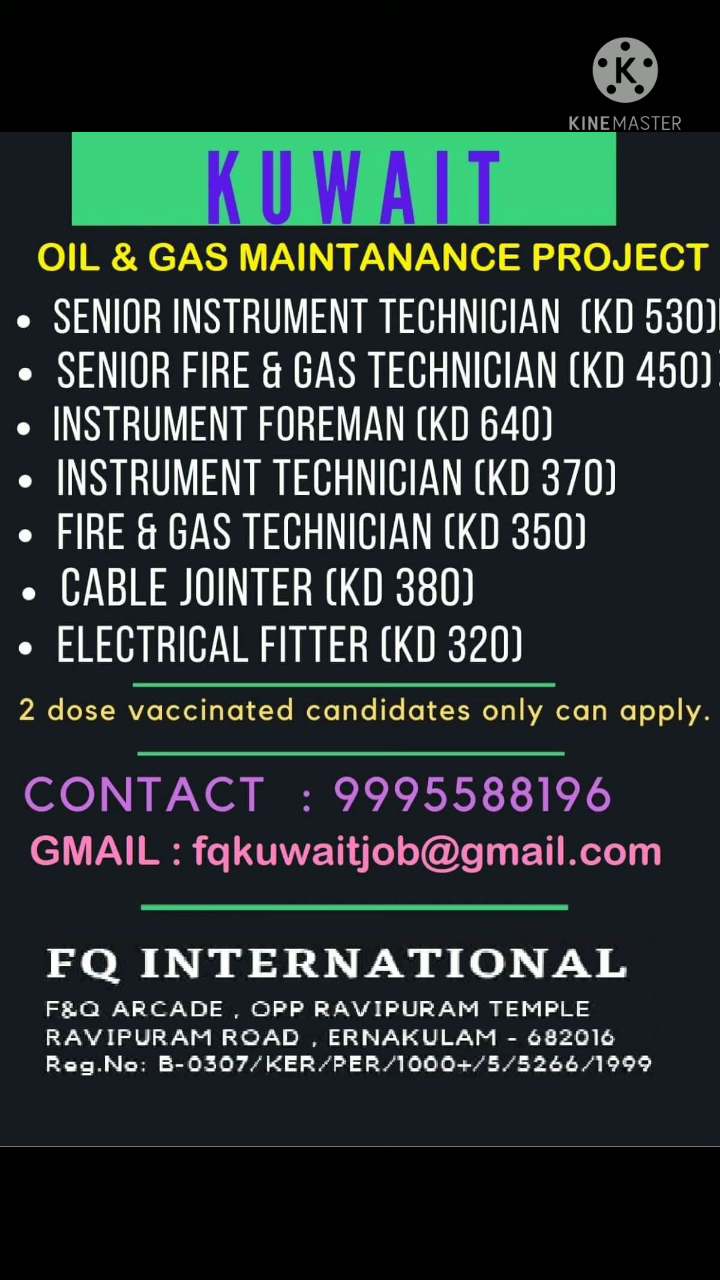 KINEMASTER
KUWAIT
OIL & GAS MAINTANANCE PROJECT
• SENIOR INSTRUMENT TECHNICIAN (KD 530)
• SENIOR FIRE & GAS TECHNICIAN (KD 450)
• INSTRUMENT FOREMAN (KD 640)
• INSTRUMENT TECHNICIAN (KD 370)
• FIRE & GAS TECHNICIAN (KD 350)
• CABLE JOINTER (KD 380)
• ELECTRICAL FITTER (KD 320)
2 dose vaccinated candidates only can apply.
CONTACT : 9995588196
GMAIL : fqkuwaitjob@gmail.com
FQ INTERNATIONAL
F&Q ARCADE , OPP RAVIPURAM TEMPLE
RAVIPURAM ROAD , ERNAKULAM - 682016
Reg.No: B-0307/KER/PER/1000+/5/5266/1999